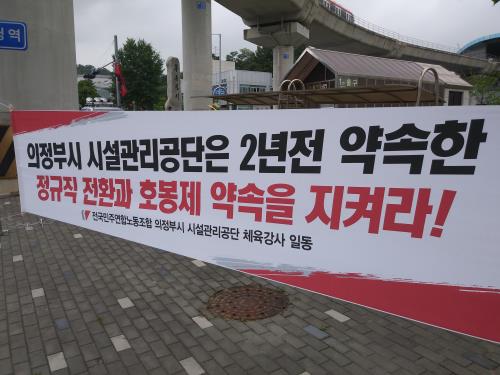 의정부시 시설관리공단은 2년전 약속한
정규직 전환과 호봉제 약속을 지켜라!
전국민주연합노동조합 의정부시 시설관리공단 체육강사 일동